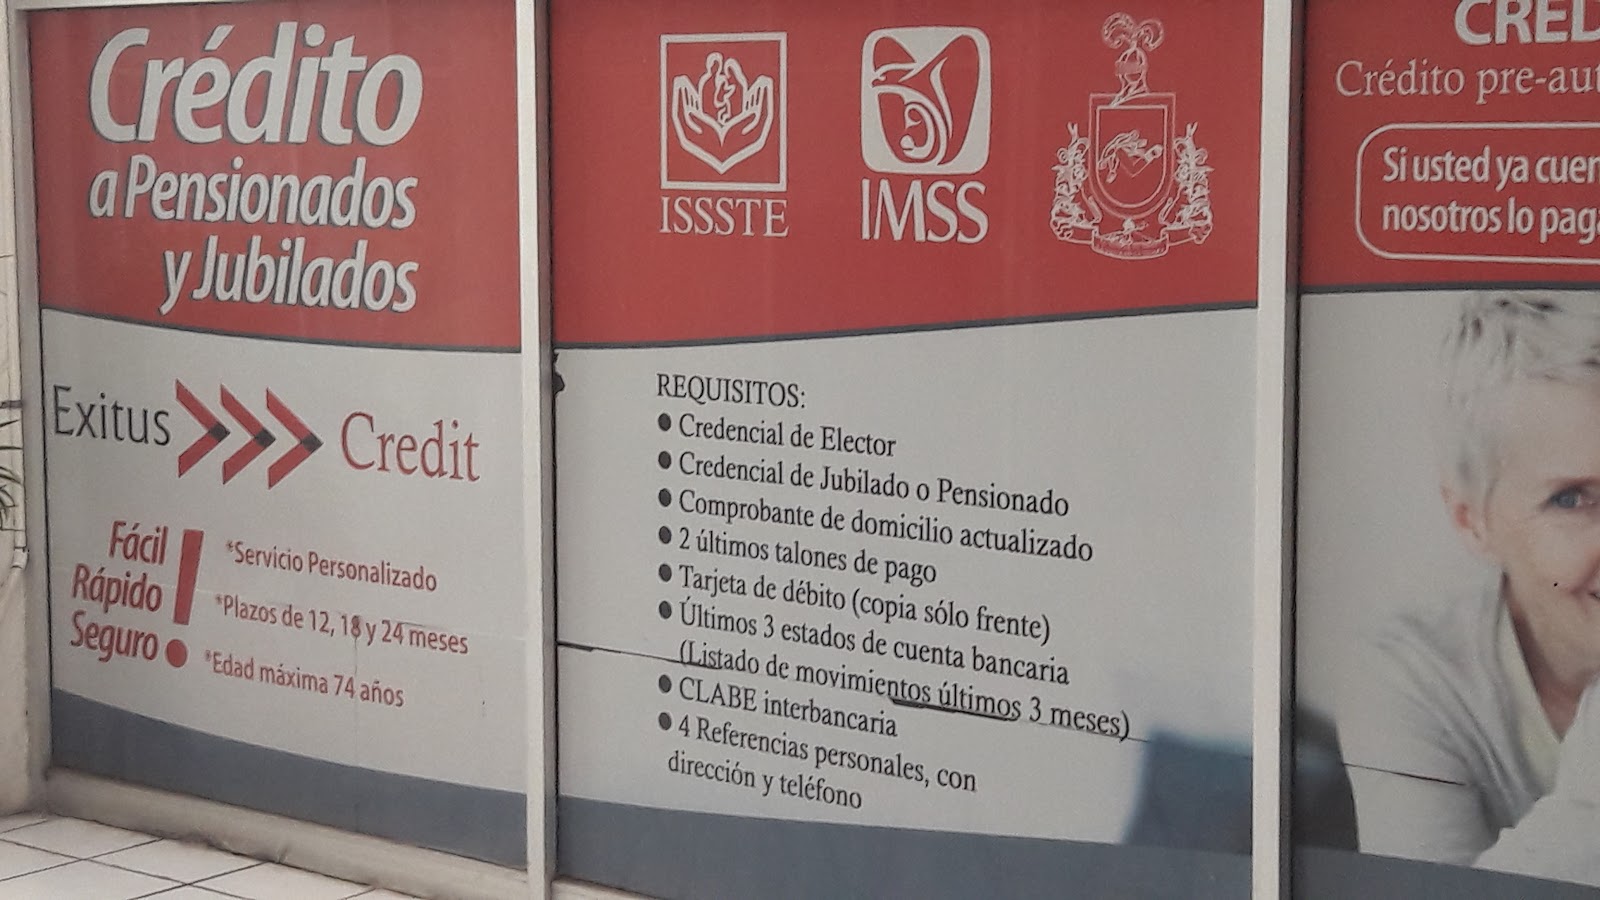 Crédito
a Pensionados
y Jubilados
Exitus Credit
Fácil
Rápido
Seguro
*Servicio Personalizado
*Plazos de 12, 18 y 24 meses
*Edad máxima 74 años
ISSSTE
IMSS
REQUISITOS:
● Credencial de Elector
● Credencial de Jubilado o Pensionado
● Comprobante de domicilio actualizado
● 2 últimos talones de pago
● Tarjeta de débito (copia sólo frente)
● Últimos 3 estados de cuenta bancaria
(Listado de movimientos últimos 3 meses)
● CLABE interbancaria
● 4 Referencias personales, con
dirección y teléfono
CRED
Crédito pre-aut
Si usted ya cuen
nosotros lo paga